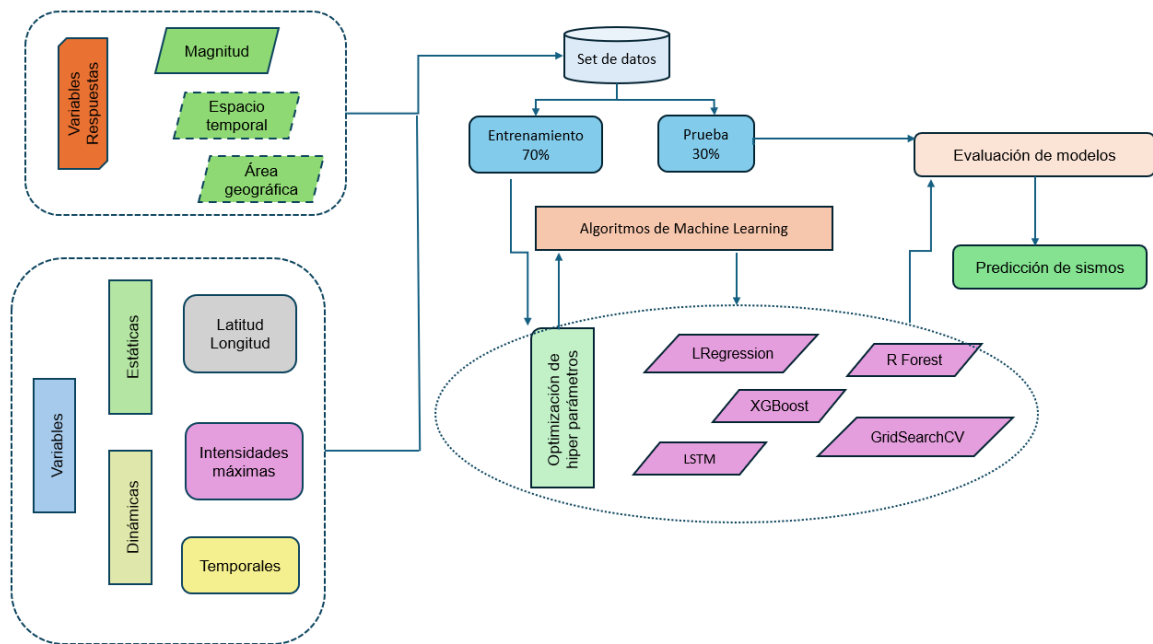 Variables
Respuestas
Magnitud
Espacio
temporal
Área
geográfica
Variables
Estáticas
Dinámicas
Latitud
Longitud
Intensidades
máximas
Temporales
Set de datos
Entrenamiento
70%
Prueba
30%
Evaluación de modelos
Predicción de sismos
Algoritmos de Machine Learning
Optimización de
hiper parámetros
LRegression
R Forest
XGBoost
GridSearchCV
LSTM